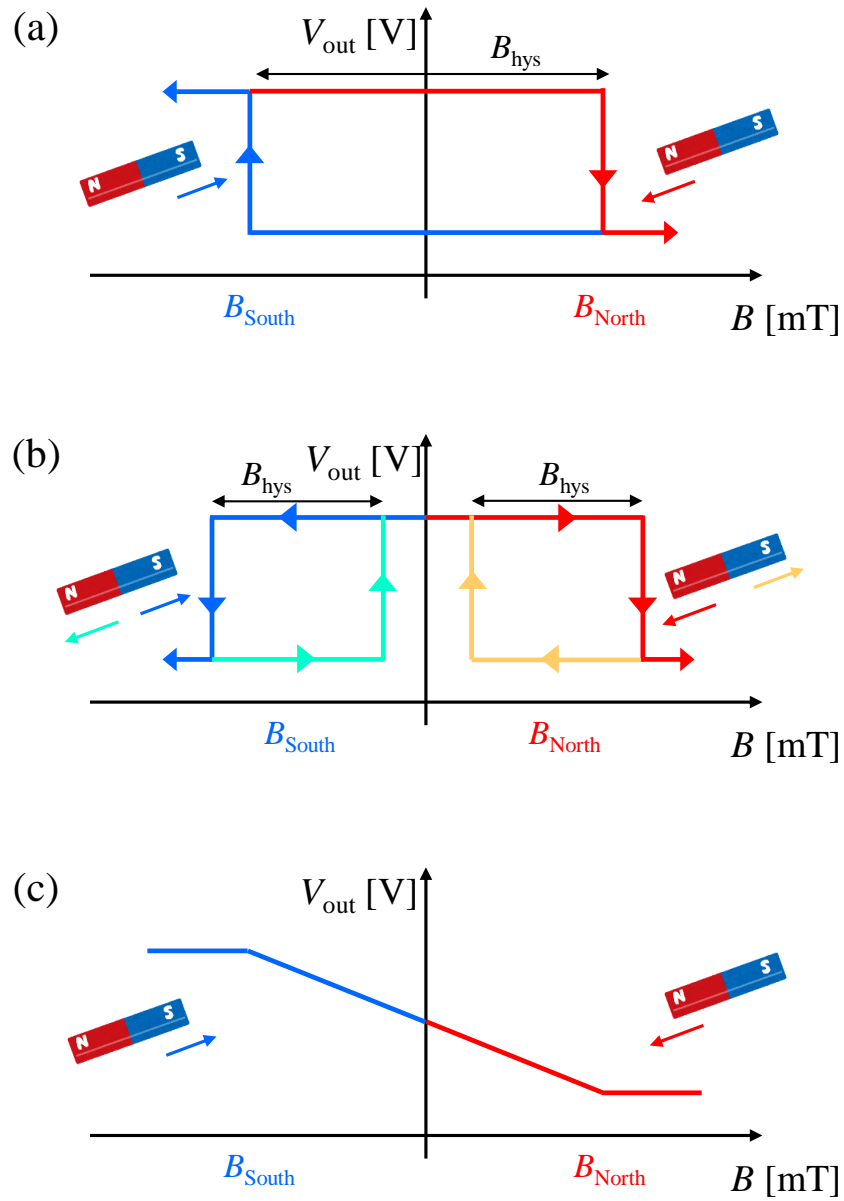 (a)
V_out [V]
B_hys
N S
N S
B_South
B_North
B [mT]
(b)
V_out [V]
B_hys
B_hys
N S
N S
B_South
B_North
B [mT]
(c)
V_out [V]
N S
N S
B_South
B_North
B [mT]